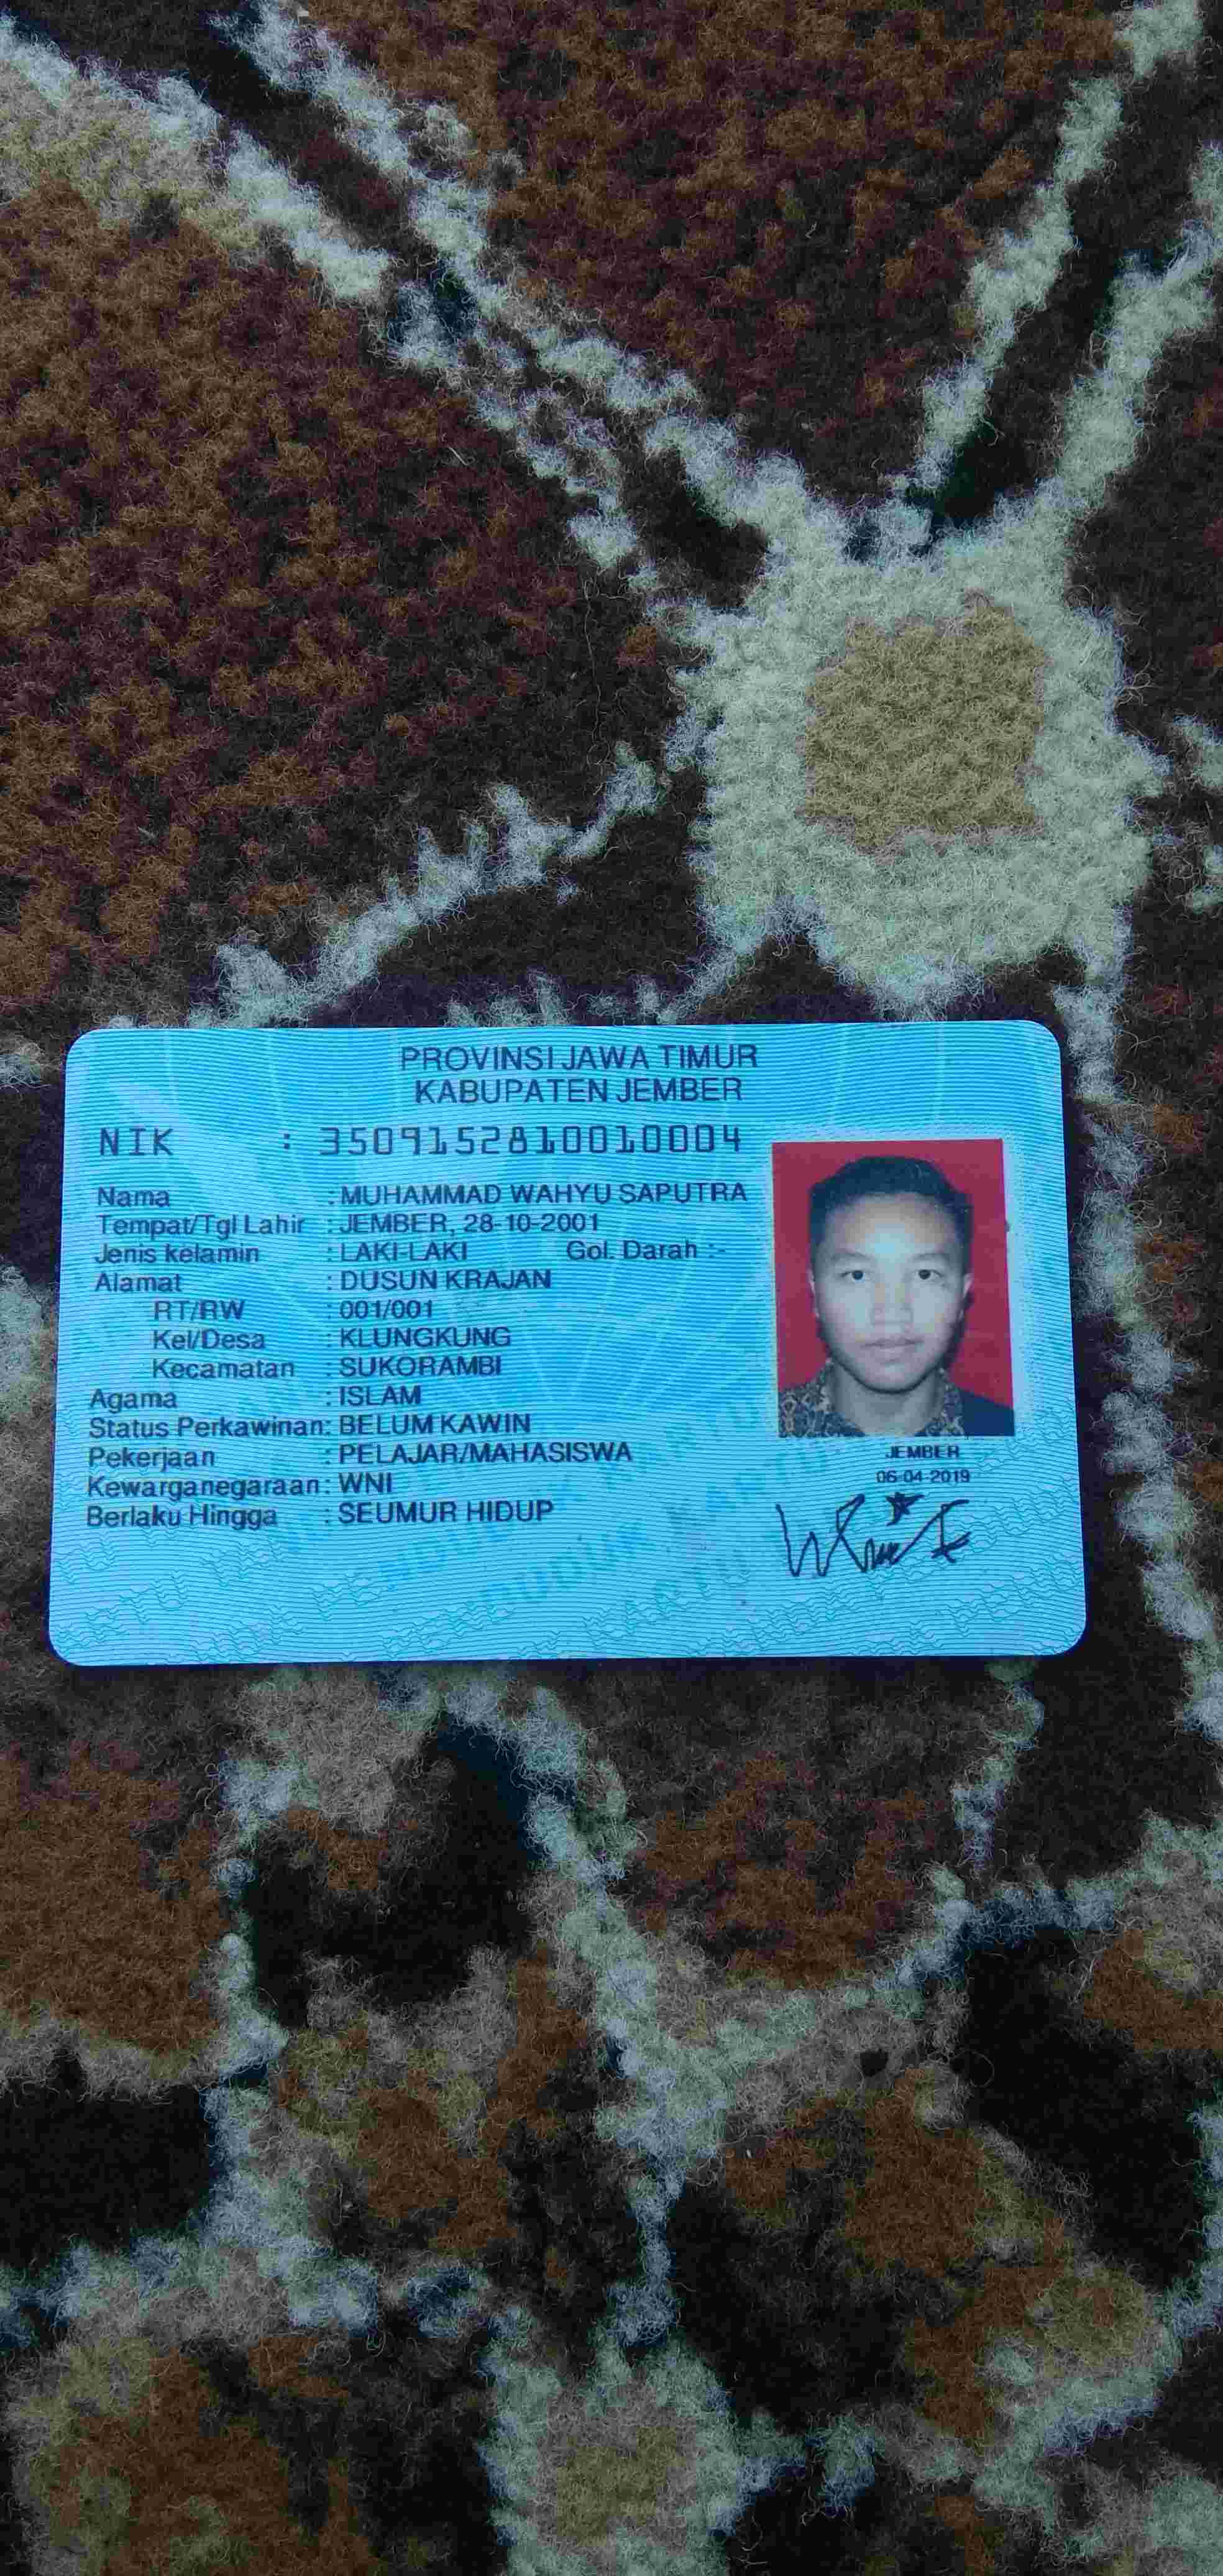 PROVINSI JAWA TIMUR
KABUPATEN JEMBER
NIK : 3509152810010004
Nama : MUHAMMAD WAHYU SAPUTRA
Tempat/Tgl Lahir : JEMBER, 28-10-2001
Jenis kelamin : LAKI-LAKI Gol. Darah :-
Alamat : DUSUN KRAJAN
RT/RW : 001/001
Kel/Desa : KLUNGKUNG
Kecamatan : SUKORAMBI
Agama : ISLAM
Status Perkawinan: BELUM KAWIN
Pekerjaan : PELAJAR/MAHASISWA
Kewarganegaraan: WNI
Berlaku Hingga : SEUMUR HIDUP
JEMBER
06-04-2019